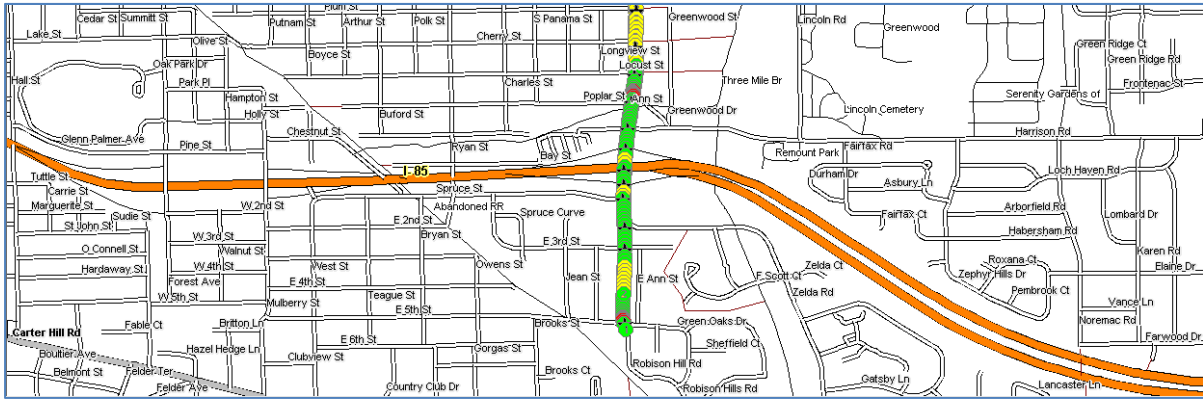 Plum St
Cedar St
Summitt St
Putnam St
Arthur St
Polk St
S Panama St
Greenwood St
Lincoln Rd
Greenwood
Lake St
Olive St
Cherry St
Longview St
Green Ridge Ct
Boyce St
Locust St
Green Ridge Rd
Oak Park Dr
Hall St
Park Pl
Charles St
Three Mile Br
Frontenac St
Hampton St
Poplar St
Ann St
Serenity Gardens of
Holly St
Buford St
Greenwood Dr
Lincoln Cemetery
Glenn Palmer Ave
Chestnut St
Harrison Rd
Pine St
Ryan St
Bay St
Remount Park
Fairfax Rd
I-85
Durham Dr
Loch Haven Rd
Tuttle St
Asbury Ln
Carrie St
Spruce St
Marguerite St
W 2nd St
Abandoned RR
Arborfield Rd
Sudie St
E 2nd St
Spruce Curve
Fairfax Ct
Lombard Dr
St John St
Bryan St
Habersham Rd
W 3rd St
E 3rd St
O Connell St
Walnut St
Karen Rd
Roxana Ct
Hardaway St
W 4th St
West St
Owens St
Zelda Ct
Elaine Dr
Forest Ave
E 4th St
Jean St
E Ann St
F Scott Ct
Zephyr Hills Dr
Pembrook Ct
W 5th St
Mulberry St
Teague St
Zelda Rd
Vance Ln
E 5th St
Carter Hill Rd
Fable Ct
Britton Ln
Brooks St
Green Oaks Dr
Noremac Rd
Farwood Dr
Boultier Ave
Hazel Hedge Ln
E 6th St
Gorgas St
Sheffield Ct
Clubview St
Belmont St
Felder Ter
Brooks Ct
Robison Hill Rd
Gatsby Ln
Felder Ave
Country Club Dr
Robison Hills Rd
Lancaster Ln